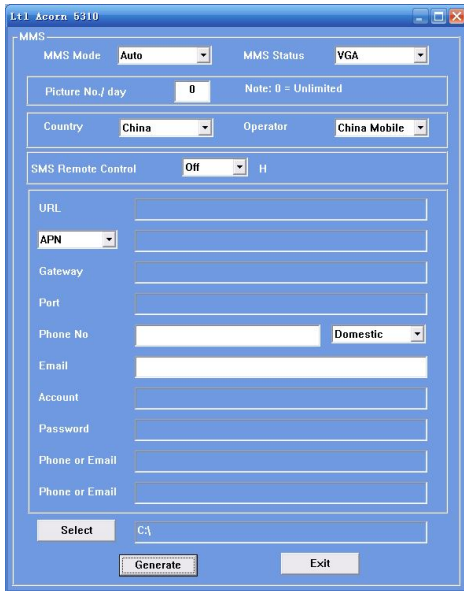 Ltl Acorn 5310
MMS
MMS Mode Auto MMS Status VGA
Picture No./ day 0 Note: 0 = Unlimited
Country China Operator China Mobile
SMS Remote Control Off H
URL
APN
Gateway
Port
Phone No Domestic
Email
Account
Password
Phone or Email
Phone or Email
Select C:\
Generate Exit